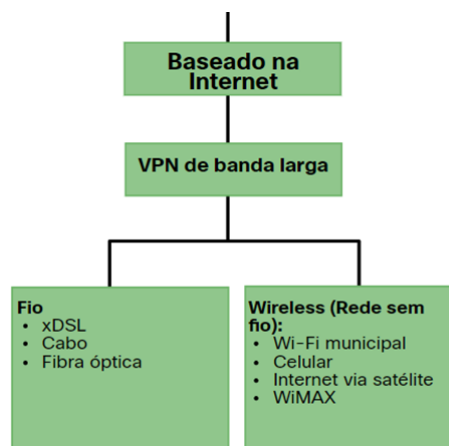 Baseado na
Internet
VPN de banda larga
Fio
• xDSL
• Cabo
• Fibra óptica
Wireless (Rede sem
fio):
• Wi-Fi municipal
• Celular
• Internet via satélite
• WiMAX